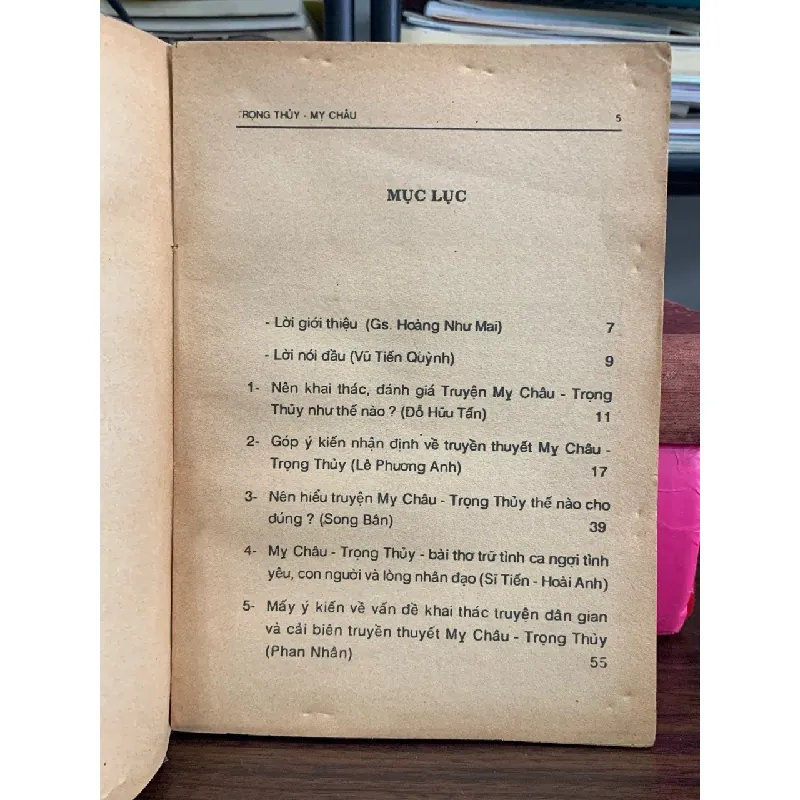 TRỌNG THỦY - MỴ CHÂU 5
MỤC LỤC
- Lời giới thiệu (Gs. Hoàng Như Mai) 7
- Lời nói đầu (Vũ Tiến Quỳnh) 9
1- Nên khai thác, đánh giá Truyện Mỵ Châu - Trọng
Thủy như thế nào ? (Đỗ Hữu Tấn) 11
2- Góp ý kiến nhận định về truyền thuyết Mỵ Châu -
Trọng Thủy (Lê Phương Anh) 17
3- Nên hiểu truyện Mỵ Châu - Trọng Thủy thế nào cho
đúng ? (Song Bân) 39
4- Mỵ Châu - Trọng Thủy - bài thơ trữ tình ca ngợi tình
yêu, con người và lòng nhân đạo (Sĩ Tiến - Hoài Anh)
5- Mấy ý kiến về vấn đề khai thác truyện dân gian
và cải biên truyền thuyết Mỵ Châu - Trọng Thủy
(Phan Nhân) 55